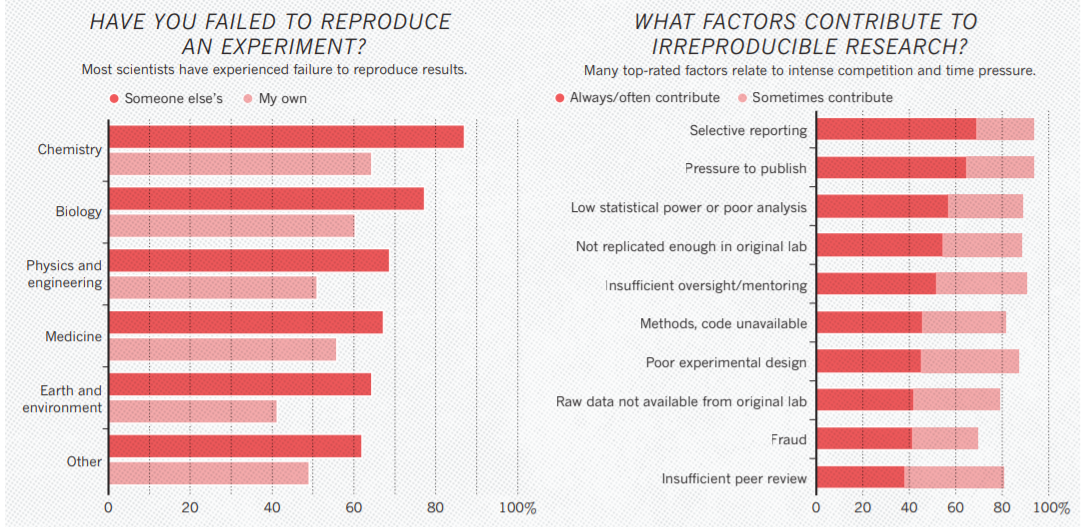 HAVE YOU FAILED TO REPRODUCE
AN EXPERIMENT?
Most scientists have experienced failure to reproduce results.
Someone else's My own
Chemistry
Biology
Physics and
engineering
Medicine
Earth and
environment
Other
0 20 40 60 80 100%
WHAT FACTORS CONTRIBUTE TO
IRREPRODUCIBLE RESEARCH?
Many top-rated factors relate to intense competition and time pressure.
Always/often contribute Sometimes contribute
Selective reporting
Pressure to publish
Low statistical power or poor analysis
Not replicated enough in original lab
Insufficient oversight/mentoring
Methods, code unavailable
Poor experimental design
Raw data not available from original lab
Fraud
Insufficient peer review
0 20 40 60 80 100%